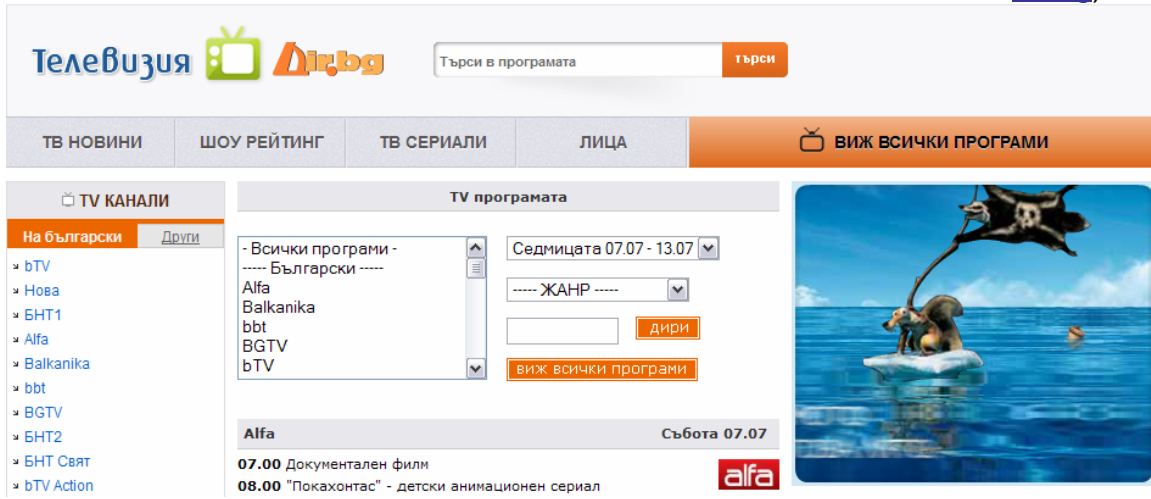 Телевизия Air.bg
Търси в програмата
търси
ТВ НОВИНИ
ШОУ РЕЙТИНГ
ТВ СЕРИАЛИ
ЛИЦА
ВИЖ ВСИЧКИ ПРОГРАМИ
TV КАНАЛИ
На български Други
bTV
Нова
БНТ1
Alfa
Balkanika
bbt
BGTV
БНТ2
БНТ Свят
bTV Action
TV програмата
- Всички програми -
----- Български -----
Alfa
Balkanika
bbt
BGTV
bTV
Седмицата 07.07 - 13.07
----- ЖАНР -----
дири
виж всички програми
Alfa Събота 07.07
07.00 Документален филм
08.00 "Покахонтас" - детски анимационен сериал
alfa